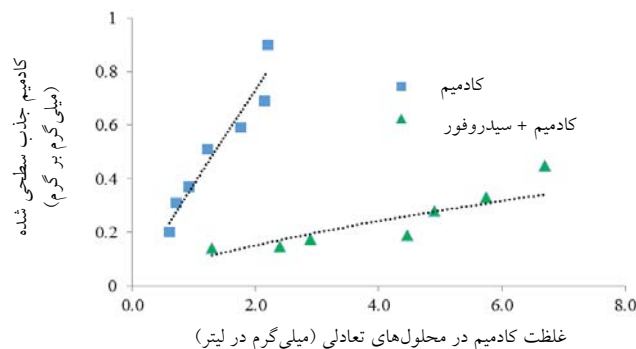 1
0.8
0.6
0.4
0.2
0
0.0
2.0
4.0
6.0
8.0
کادمیم جذب سطحی شده
(میلی گرم بر گرم)
کادمیم
کادمیم + سیدروفور
غلظت کادمیم در محلول‌های تعادلی (میلی‌گرم در لیتر)